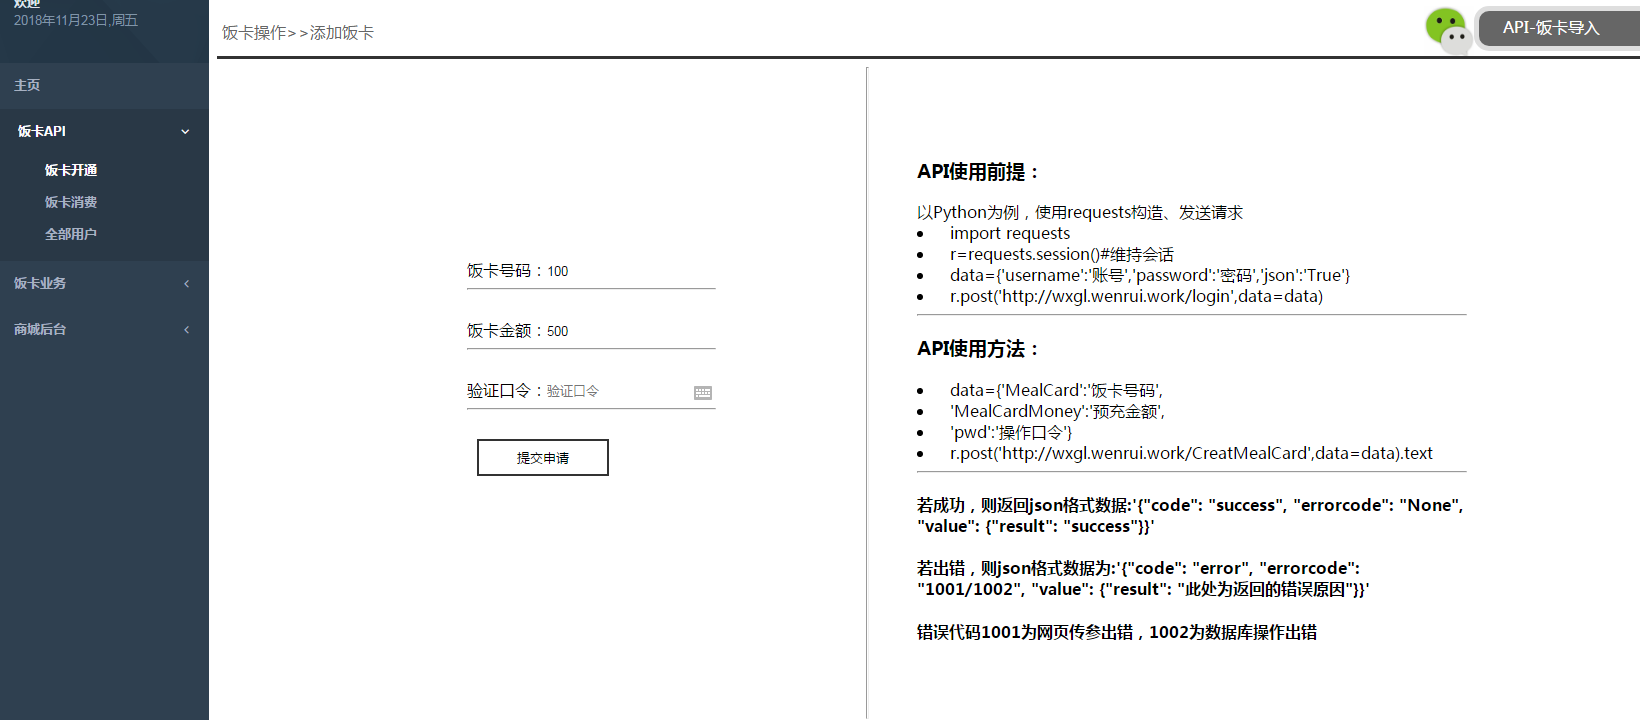 欢迎
2018年11月23日,周五
主页
饭卡API
饭卡开通
饭卡消费
全部用户
饭卡业务
商城后台
饭卡操作>>添加饭卡
API-饭卡导入
饭卡号码：100
饭卡金额：500
验证口令：验证口令
提交申请
API使用前提：
以Python为例，使用requests构造、发送请求
import requests
r=requests.session()#维持会话
data={'username':'账号','password':'密码','json':'True'}
r.post('http://wxgl.wenrui.work/login',data=data)
API使用方法：
data={'MealCard':'饭卡号码',
'MealCardMoney':'预充金额',
'pwd':'操作口令'}
r.post('http://wxgl.wenrui.work/CreatMealCard',data=data).text
若成功，则返回json格式数据:'{"code": "success", "errorcode": "None",
"value": {"result": "success"}}'
若出错，则json格式数据为:'{"code": "error", "errorcode":
"1001/1002", "value": {"result": "此处为返回的错误原因"}}'
错误代码1001为网页传参出错，1002为数据库操作出错